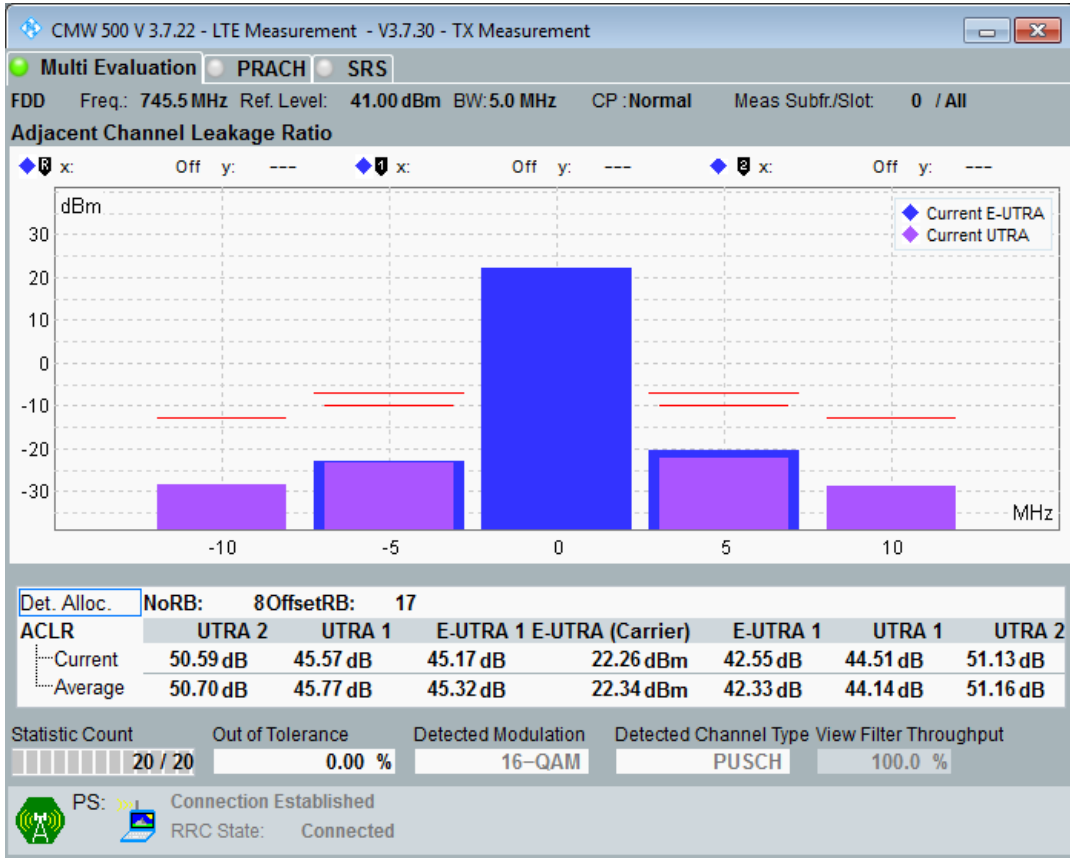 CMW 500 V 3.7.22 - LTE Measurement - V3.7.30 - TX Measurement
Multi Evaluation PRACH SRS
FDD Freq.: 745.5 MHz Ref. Level: 41.00 dBm BW: 5.0 MHz CP : Normal Meas Subfr./Slot: 0 / All
Adjacent Channel Leakage Ratio
R x: Off y: --- 1 x: Off y: --- 2 x: Off y: ---
dBm
Current E-UTRA
Current UTRA
30
20
10
0
-10
-20
-30
MHz
-10 -5 0 5 10
Det. Alloc. NoRB: 8 OffsetRB: 17
ACLR UTRA 2 UTRA 1 E-UTRA 1 E-UTRA (Carrier) E-UTRA 1 UTRA 1 UTRA 2
Current 50.59 dB 45.57 dB 45.17 dB 22.26 dBm 42.55 dB 44.51 dB 51.13 dB
Average 50.70 dB 45.77 dB 45.32 dB 22.34 dBm 42.33 dB 44.14 dB 51.16 dB
Statistic Count Out of Tolerance Detected Modulation Detected Channel Type View Filter Throughput
20 / 20 0.00 % 16-QAM PUSCH 100.0 %
PS: Connection Established
RRC State: Connected